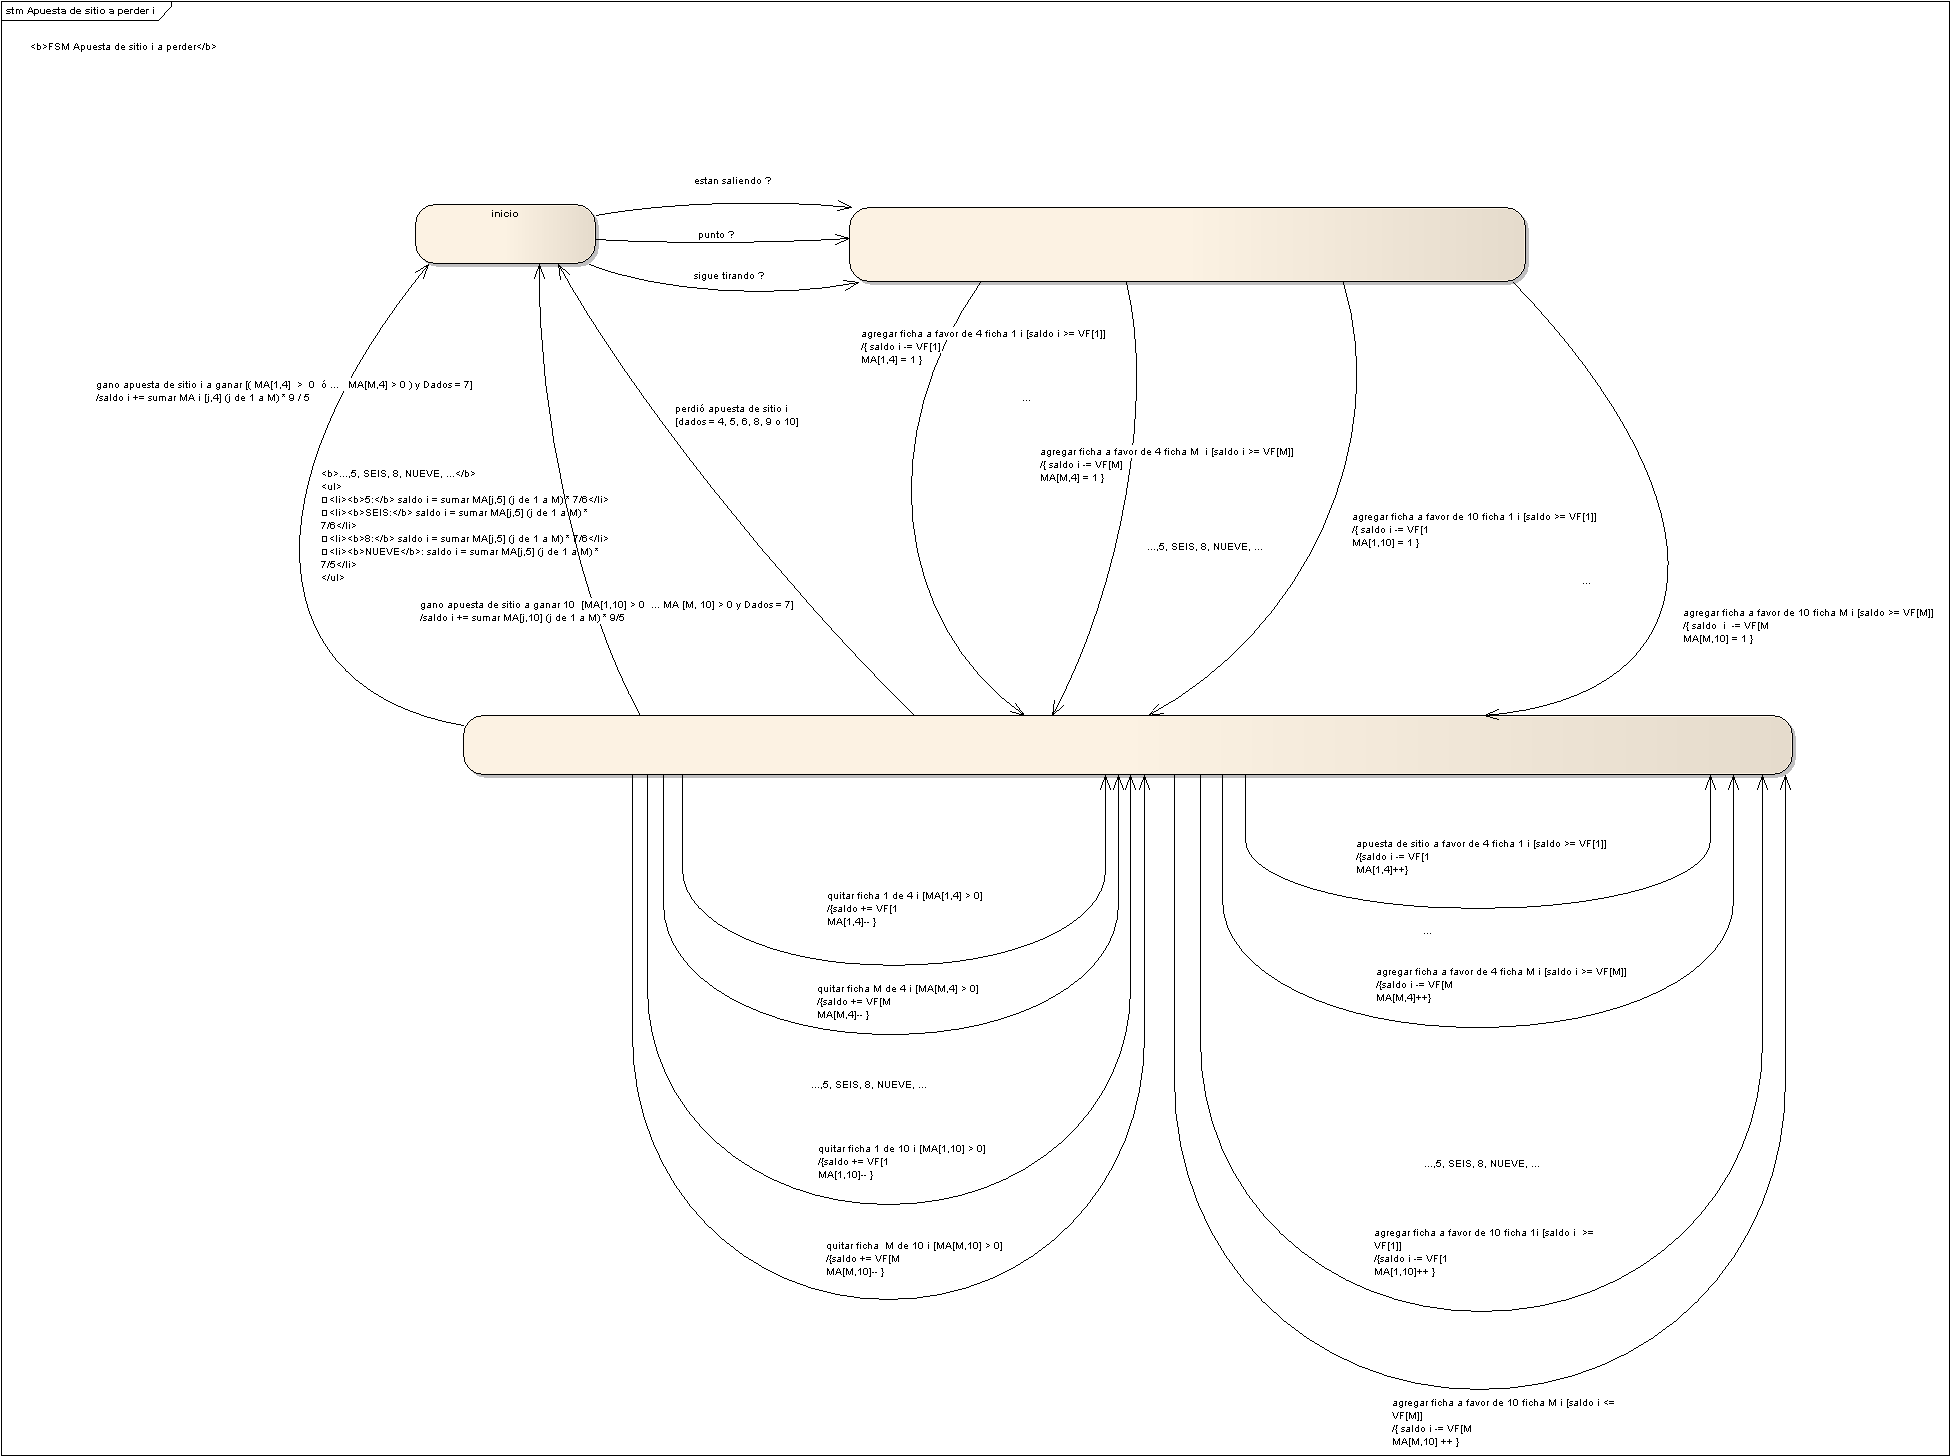 stm Apuesta de sitio a perder i
<b>FSM Apuesta de sitio i a perder</b>
estan saliendo ?
inicio
punto ?
sigue tirando ?
agregar ficha a favor de 4 ficha 1 i [saldo i >= VF[1]]
/{ saldo i -= VF[1]
MA[1,4] = 1 }
gano apuesta de sitio i a ganar [( MA[1,4]  >  0  ó ...   MA[M,4] > 0 ) y Dados = 7]
/saldo i += sumar MA i [j,4] (j de 1 a M) * 9 / 5
...
perdió apuesta de sitio i
[dados = 4, 5, 6, 8, 9 o 10]
agregar ficha a favor de 4 ficha M  i [saldo i >= VF[M]]
/{ saldo i -= VF[M]
MA[M,4] = 1 }
<b>...,5, SEIS, 8, NUEVE, ...</b>
<ul>
<li><b>5:</b> saldo i = sumar MA[j,5] (j de 1 a M) * 7/6</li>
<li><b>SEIS:</b> saldo i = sumar MA[j,5] (j de 1 a M) *
7/6</li>
<li><b>8:</b> saldo i = sumar MA[j,5] (j de 1 a M) * 7/6</li>
<li><b>NUEVE</b>: saldo i = sumar MA[j,5] (j de 1 a M) *
7/5</li>
</ul>
agregar ficha a favor de 10 ficha 1 i [saldo >= VF[1]]
/{ saldo i -= VF[1
MA[1,10] = 1 }
...,5, SEIS, 8, NUEVE, ...
...
gano apuesta de sitio a ganar 10  [MA[1,10] > 0  ... MA [M, 10] > 0 y Dados = 7]
/saldo i += sumar MA[j,10] (j de 1 a M) * 9/5
agregar ficha a favor de 10 ficha M i [saldo >= VF[M]]
/{ saldo  i  -= VF[M
MA[M,10] = 1 }
apuesta de sitio a favor de 4 ficha 1 i [saldo >= VF[1]]
/{saldo i -= VF[1
MA[1,4]++}
quitar ficha 1 de 4 i [MA[1,4] > 0]
/{saldo += VF[1
MA[1,4]-- }
...
agregar ficha a favor de 4 ficha M i [saldo i >= VF[M]]
/{saldo i -= VF[M
MA[M,4]++}
quitar ficha M de 4 i [MA[M,4] > 0]
/{saldo += VF[M
MA[M,4]-- }
...,5, SEIS, 8, NUEVE, ...
quitar ficha 1 de 10 i [MA[1,10] > 0]
/{saldo += VF[1
MA[1,10]-- }
...,5, SEIS, 8, NUEVE, ...
agregar ficha a favor de 10 ficha 1i [saldo i  >=
VF[1]]
/{saldo i -= VF[1
MA[1,10]++ }
quitar ficha  M de 10 i [MA[M,10] > 0]
/{saldo += VF[M
MA[M,10]-- }
agregar ficha a favor de 10 ficha M i [saldo i <=
VF[M]]
/{ saldo i -= VF[M
MA[M,10] ++ }